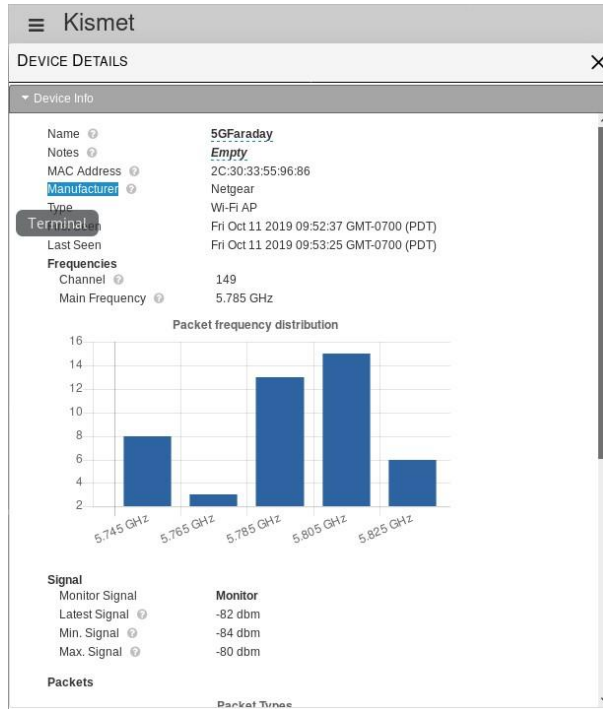 Kismet
DEVICE DETAILS
Device Info
Name 5GFaraday
Notes Empty
MAC Address 2C:30:33:55:96:86
Manufacturer Netgear
Type Wi-Fi AP
Terminal
Fri Oct 11 2019 09:52:37 GMT-0700 (PDT)
Last Seen Fri Oct 11 2019 09:53:25 GMT-0700 (PDT)
Frequencies
Channel 149
Main Frequency 5.785 GHz
Packet frequency distribution
16
14
12
10
8
6
4
2
5.745 GHz 5.765 GHz 5.785 GHz 5.805 GHz 5.825 GHz
Signal
Monitor Signal Monitor
Latest Signal -82 dbm
Min. Signal -84 dbm
Max. Signal -80 dbm
Packets
Packet Types